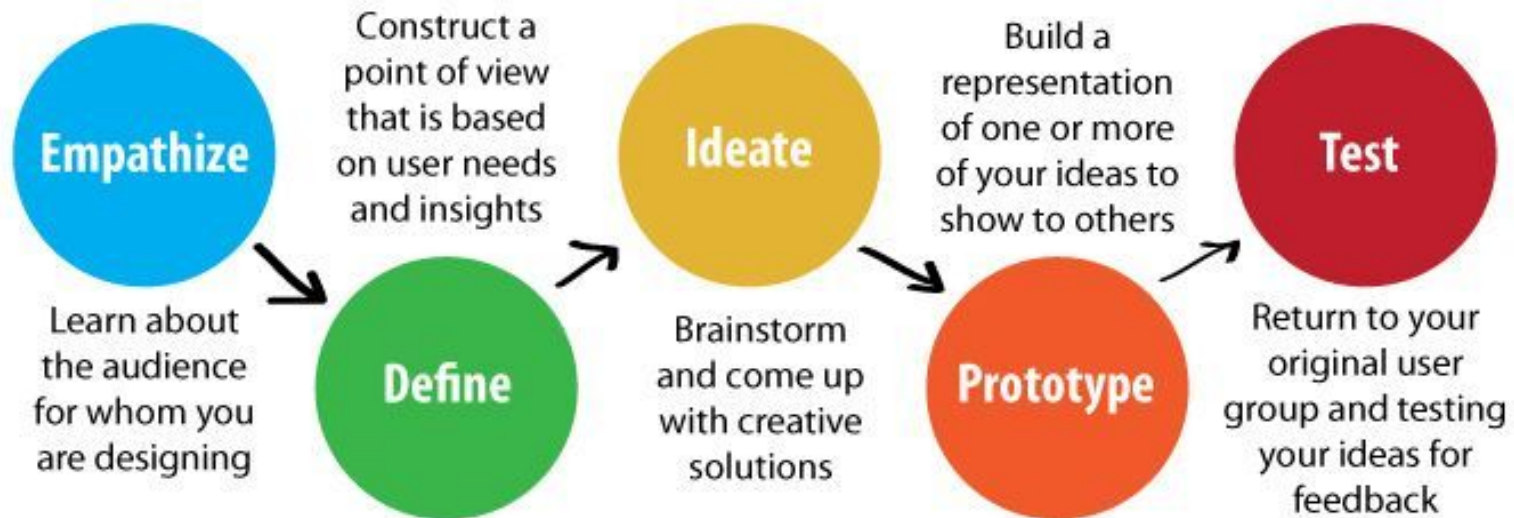 Empathize
Learn about
the audience
for whom you
are designing
Construct a
point of view
that is based
on user needs
and insights
Define
Ideate
Brainstorm
and come up
with creative
solutions
Build a
representation
of one or more
of your ideas to
show to others
Prototype
Test
Return to your
original user
group and testing
your ideas for
feedback